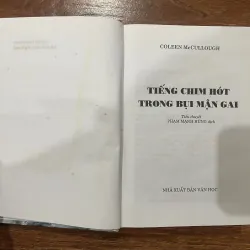 COLEEN McCULLOUGH
TIẾNG CHIM HÓT
TRONG BỤI MẬN GAI
Tiểu thuyết
PHẠM MẠNH HÙNG dịch
NHÀ XUẤT BẢN VĂN HỌC